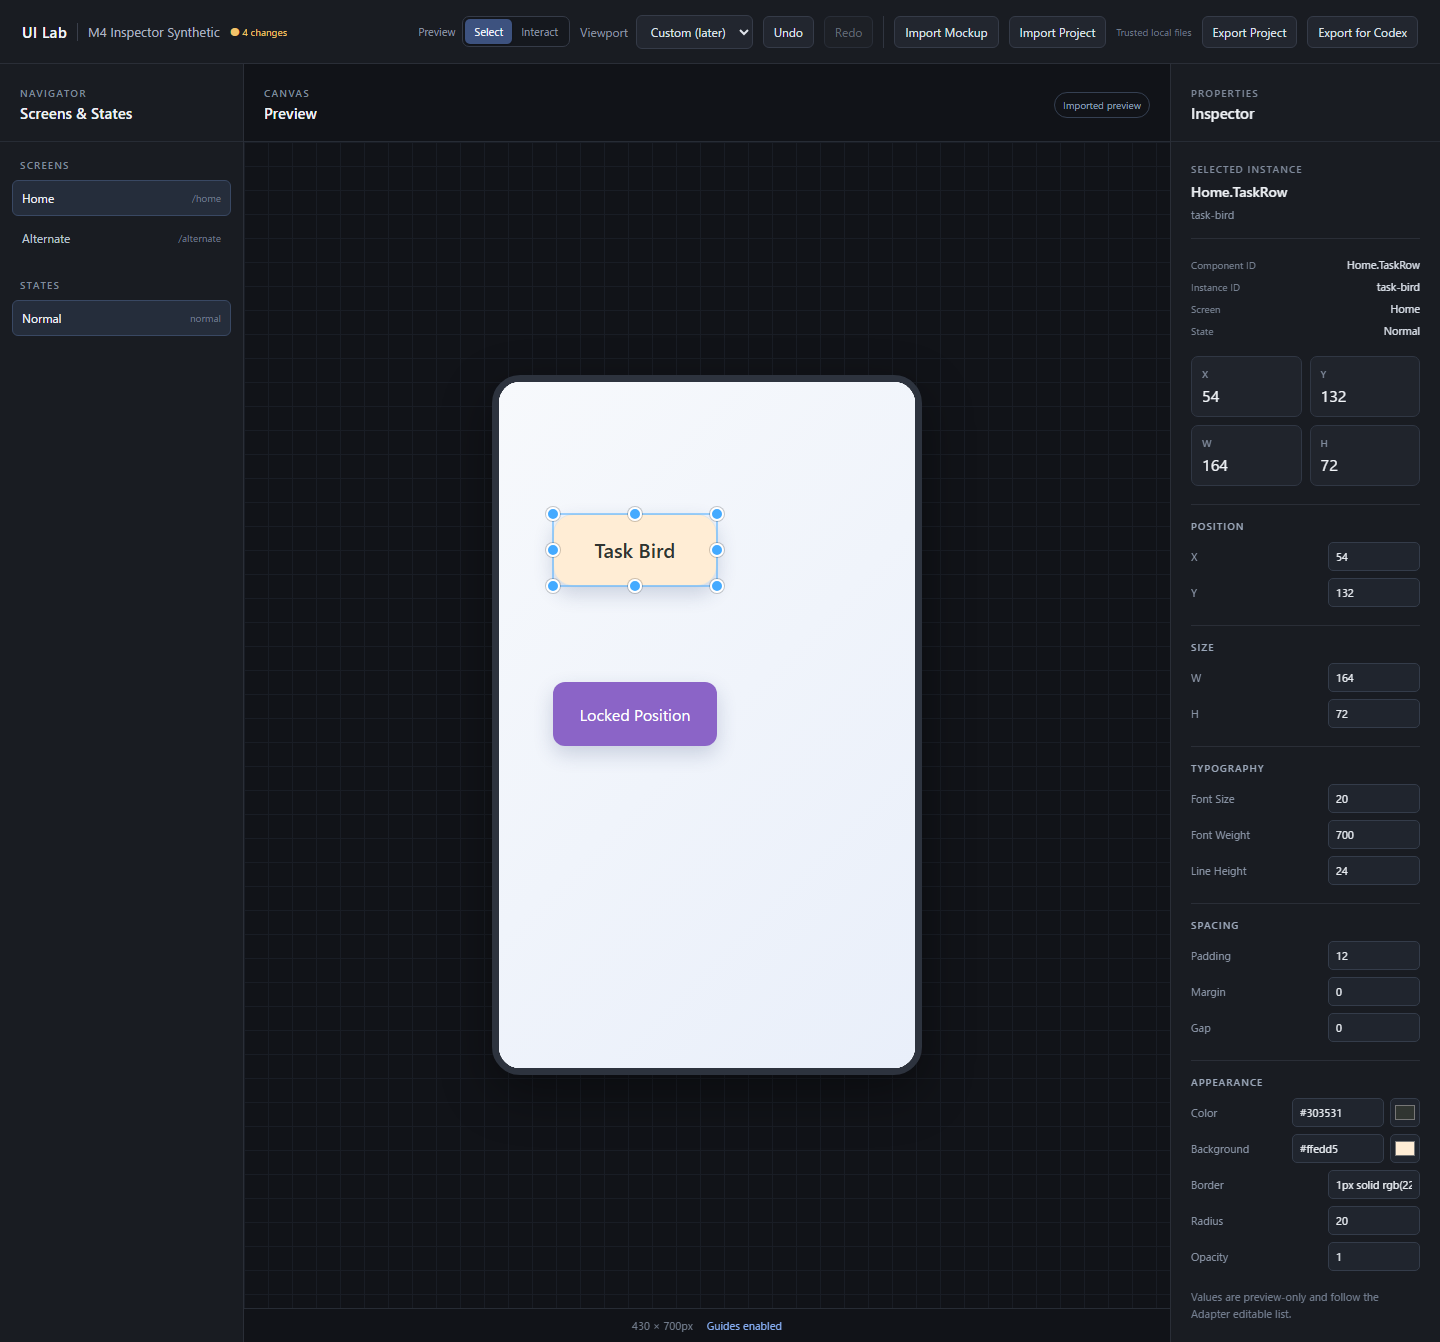 UI Lab M4 Inspector Synthetic 4 changes Preview Select Interact Viewport Custom (later) Undo Redo Import Mockup Import Project Trusted local files Export Project Export for Codex
NAVIGATOR
Screens & States
SCREENS
Home /home
Alternate /alternate
STATES
Normal normal
CANVAS
Preview
Imported preview
Task Bird
Locked Position
430 × 700px Guides enabled
PROPERTIES
Inspector
SELECTED INSTANCE
Home.TaskRow
task-bird
Component ID Home.TaskRow
Instance ID task-bird
Screen Home
State Normal
X Y
54 132
W H
164 72
POSITION
X 54
Y 132
SIZE
W 164
H 72
TYPOGRAPHY
Font Size 20
Font Weight 700
Line Height 24
SPACING
Padding 12
Margin 0
Gap 0
APPEARANCE
Color #303531
Background #ffedd5
Border 1px solid rgb(22
Radius 20
Opacity 1
Values are preview-only and follow the
Adapter editable list.